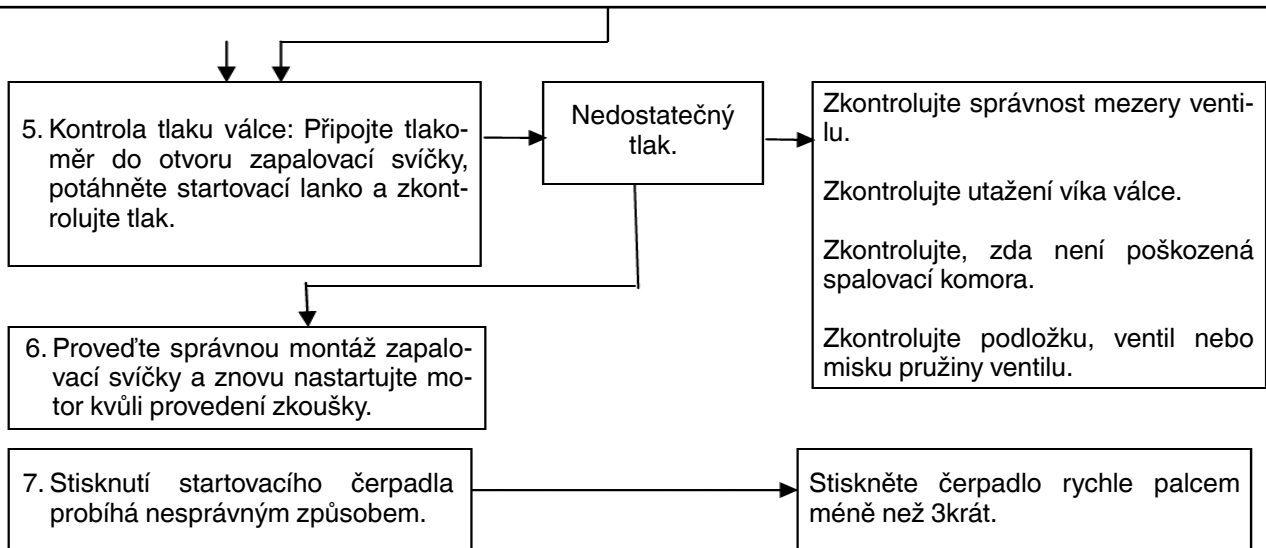 5. Kontrola tlaku válce: Připojte tlako-
měr do otvoru zapalovací svíčky,
potáhněte startovací lanko a zkont-
rolujte tlak.
Nedostatečný
tlak.
Zkontrolujte správnost mezery venti-
lu.
Zkontrolujte utažení víka válce.
Zkontrolujte, zda není poškozená
spalovací komora.
Zkontrolujte podložku, ventil nebo
misku pružiny ventilu.
6. Proveďte správnou montáž zapalo-
vací svíčky a znovu nastartujte mo-
tor kvůli provedení zkoušky.
7. Stisknutí startovacího čerpadla
probíhá nesprávným způsobem.
Stiskněte čerpadlo rychle palcem
méně než 3krát.